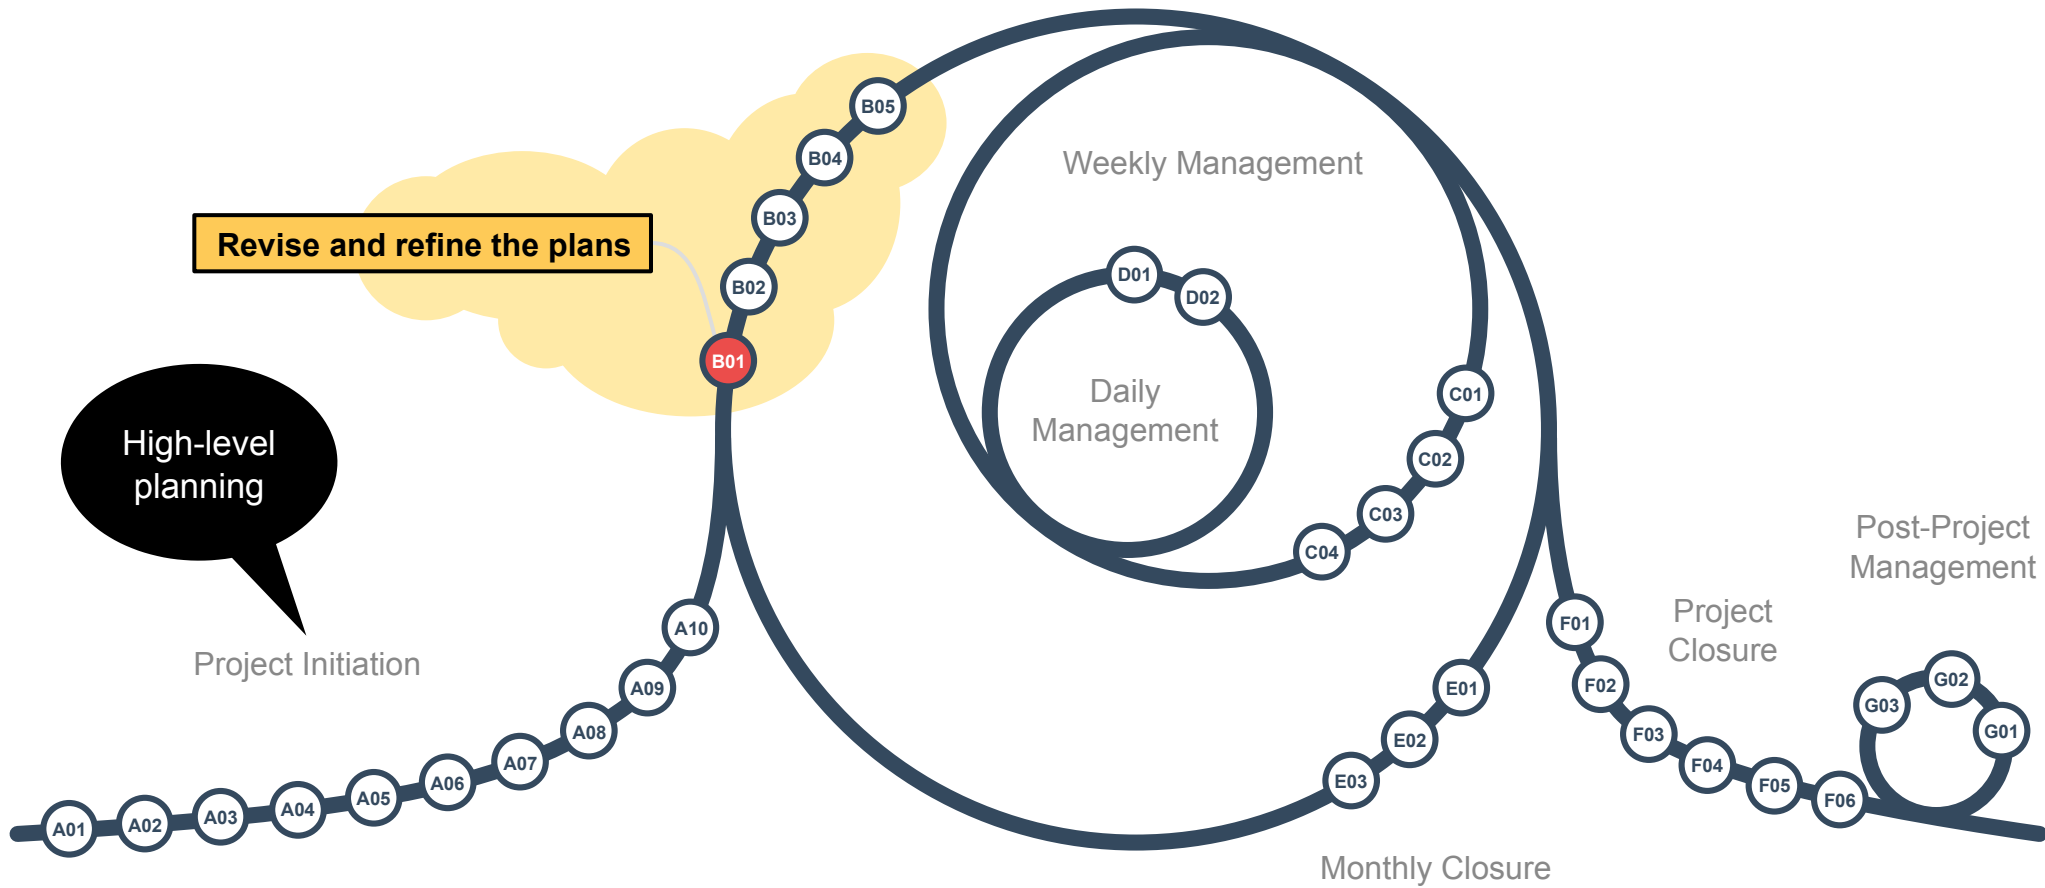 Revise and refine the plans
High-level
planning
Project Initiation
A01
A02
A03
A04
A05
A06
A07
A08
A09
A10
B01
B02
B03
B04
B05
Weekly Management
Daily
Management
D01
D02
C01
C02
C03
C04
E01
E02
E03
Monthly Closure
F01
F02
F03
F04
F05
F06
Project
Closure
Post-Project
Management
G01
G02
G03